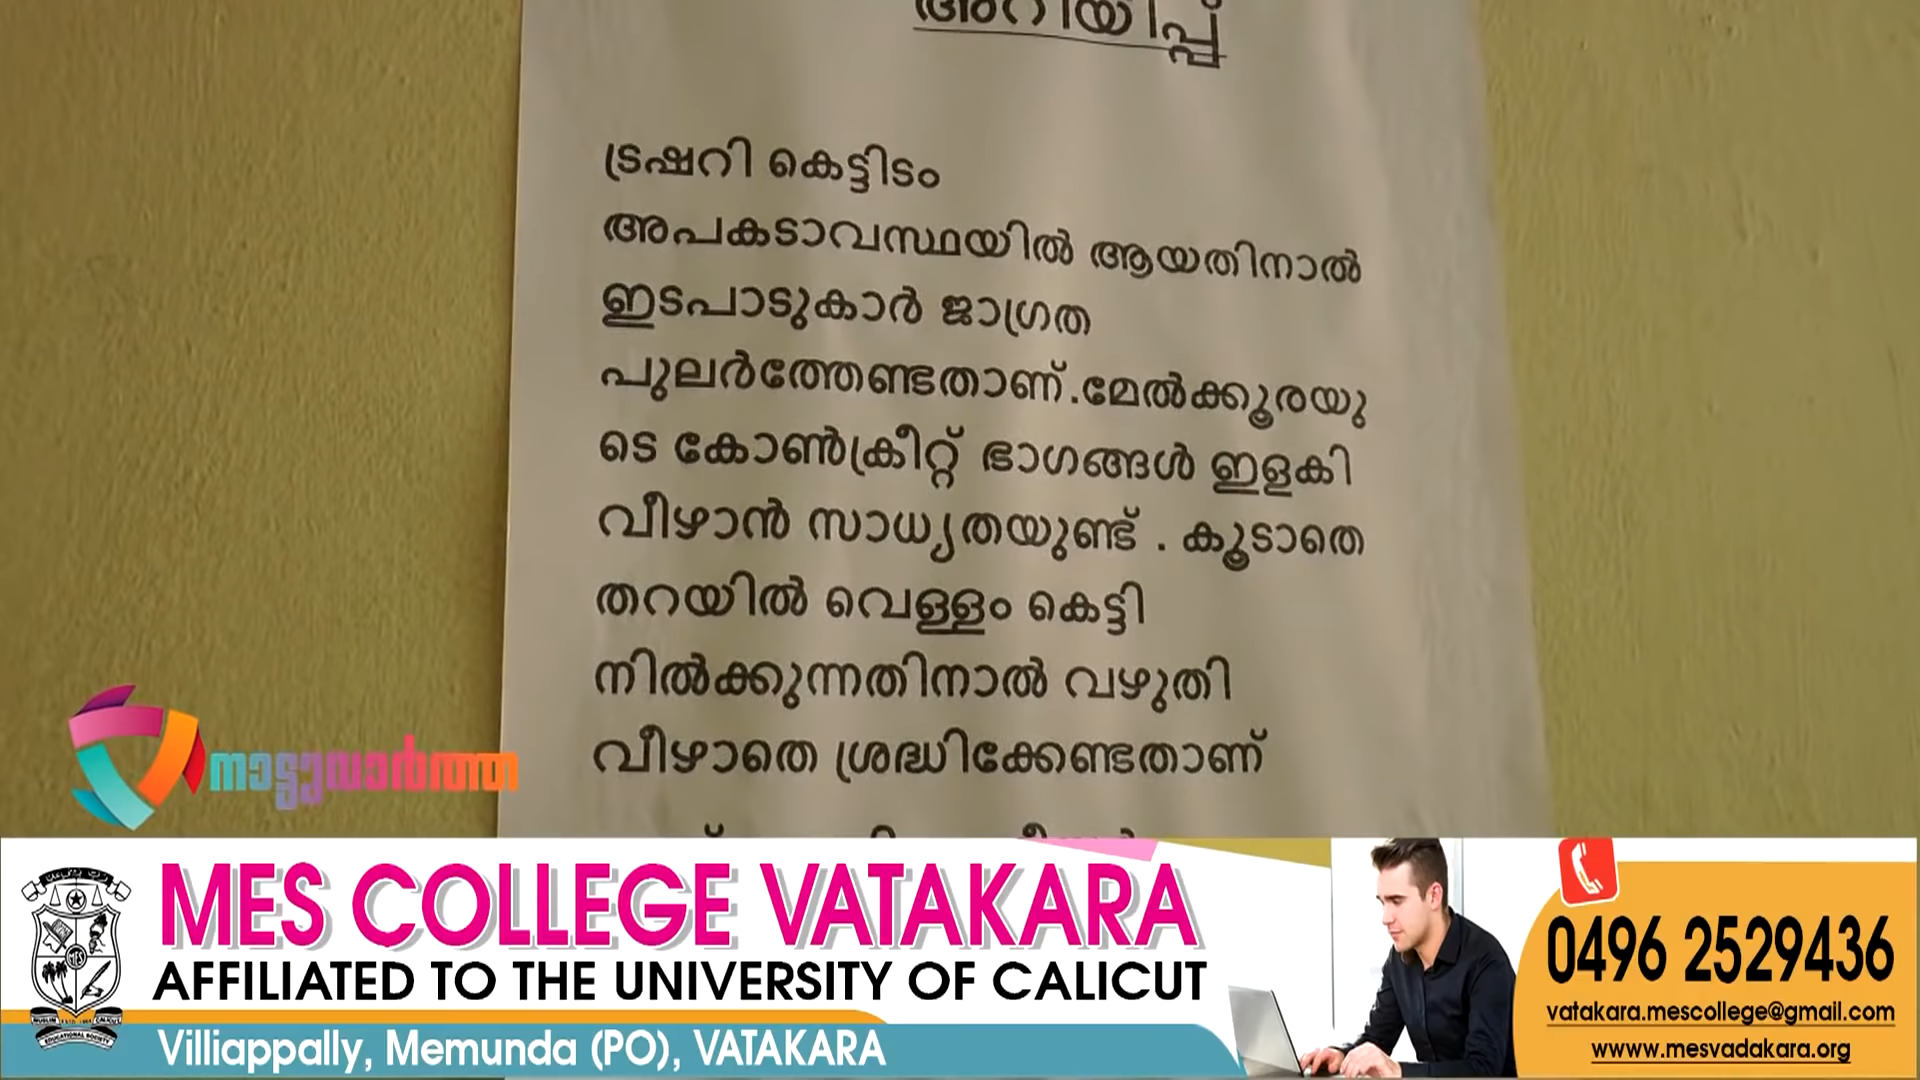 അറിയിപ്പ്
ട്രഷറി കെട്ടിടം
അപകടാവസ്ഥയിൽ ആയതിനാൽ
ഇടപാടുകാർ ജാഗ്രത
പുലർത്തേണ്ടതാണ്.മേൽക്കൂരയു
ടെ കോൺക്രീറ്റ് ഭാഗങ്ങൾ ഇളകി
വീഴാൻ സാധ്യതയുണ്ട് . കൂടാതെ
തറയിൽ വെള്ളം കെട്ടി
നിൽക്കുന്നതിനാൽ വഴുതി
വീഴാതെ ശ്രദ്ധിക്കേണ്ടതാണ്
നാട്ടുവാർത്ത
MES COLLEGE VATAKARA
AFFILIATED TO THE UNIVERSITY OF CALICUT
Villiappally, Memunda (PO), VATAKARA
0496 2529436
vatakara.mescollege@gmail.com
www.mesvadakara.org